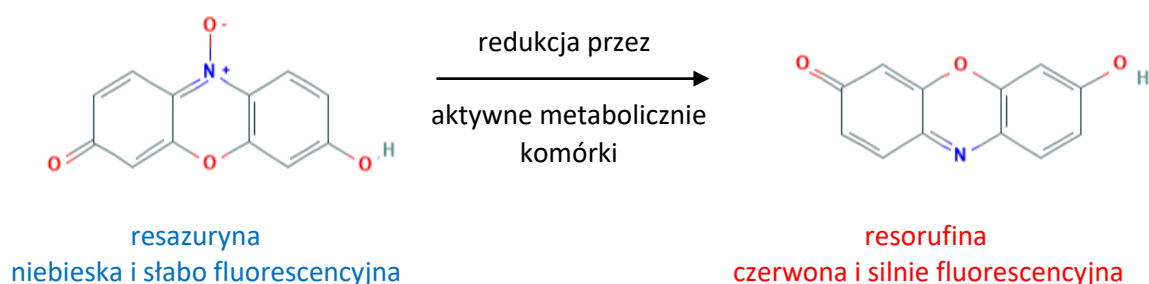 O-
N+
O
O
O
H
redukcja przez
aktywne metabolicznie
komórki
O
O
O
H
N
resazuryna
niebieska i słabo fluorescencyjna
resorufina
czerwona i silnie fluorescencyjna